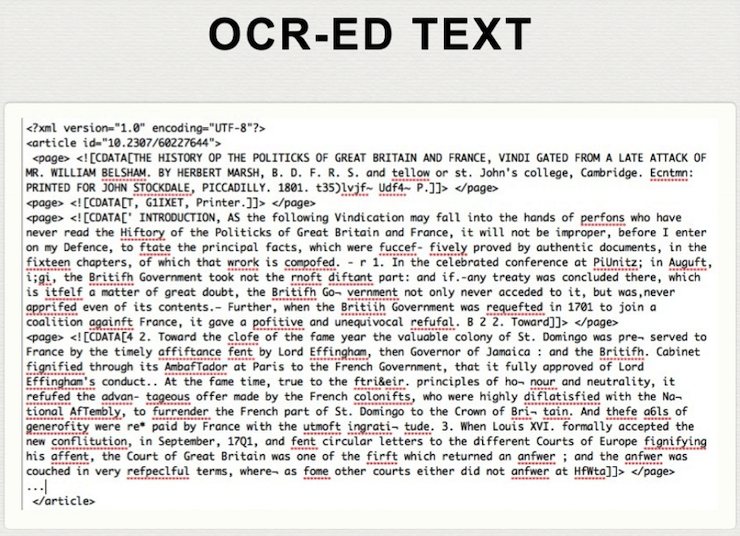 OCR-ED TEXT
<?xml version="1.0" encoding="UTF-8"?>
<article id="10.2307/60227644">
<page> <![CDATA[THE HISTORY OP THE POLITICKS OF GREAT BRITAIN AND FRANCE, VINDI GATED FROM A LATE ATTACK OF
MR. WILLIAM BELSHAM. BY HERBERT MARSH, B. D. F. R. S. and tellow or st. John's college, Cambridge. Ecntmn:
PRINTED FOR JOHN STOCKDALE, PICCADILLY. 1801. t35)lvjf~ Udf4~ P.]]> </page>
<page> <![CDATA[T, G1IXET, Printer.]]> </page>
<page> <![CDATA[' INTRODUCTION, AS the following Vindication may fall into the hands of perfons who have
never read the Hiftory of the Politicks of Great Britain and France, it will not be improper, before I enter
on my Defence, to ftate the principal facts, which were fuccef- fively proved by authentic documents, in the
fixteen chapters, of which that wrork is compofed. - r 1. In the celebrated conference at PiUnitz; in Auguft,
i;gi, the Britifh Government took not the rnoft diftant part: and if.-any treaty was concluded there, which
is itfelf a matter of great doubt, the Britifh Go¬ vernment not only never acceded to it, but was,never
apprifed even of its contents.- Further, when the Britiih Government was requefted in 1701 to join a
coalition againft France, it gave a pofitive and unequivocal refufal. B 2 2. Toward]]> </page>
<page> <![CDATA[4 2. Toward the clofe of the fame year the valuable colony of St. Domingo was pre¬ served to
France by the timely affiftance fent by Lord Effingham, then Governor of Jamaica : and the Britifh. Cabinet
fignified through its AmbafTador at Paris to the French Government, that it fully approved of Lord
Effingham's conduct.. At the fame time, true to the ftri&eir. principles of ho¬ nour and neutrality, it
refufed the advan- tageous offer made by the French colonifts, who were highly diflatisfied with the Na¬
tional AfTembly, to furrender the French part of St. Domingo to the Crown of Bri¬ tain. And thefe a6ls of
generofity were re* paid by France with the utmoft ingrati¬ tude. 3. When Louis XVI. formally accepted the
new conflitution, in September, 17Q1, and fent circular letters to the different Courts of Europe fignifying
his affent, the Court of Great Britain was one of the firft which returned an anfwer ; and the anfwer was
couched in very refpeclful terms, where¬ as fome other courts either did not anfwer at HfWta]]> </page>
...
</article>